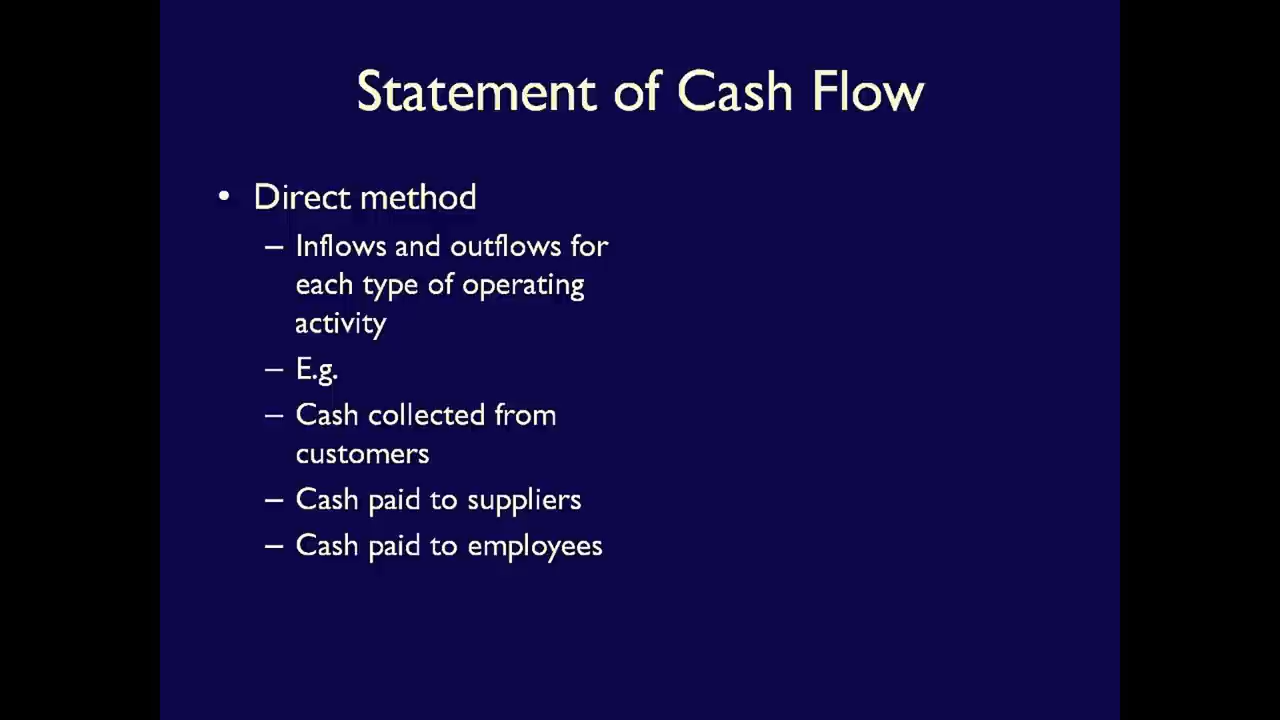 Statement of Cash Flow
• Direct method
– Inflows and outflows for
each type of operating
activity
– E.g.
– Cash collected from
customers
– Cash paid to suppliers
– Cash paid to employees